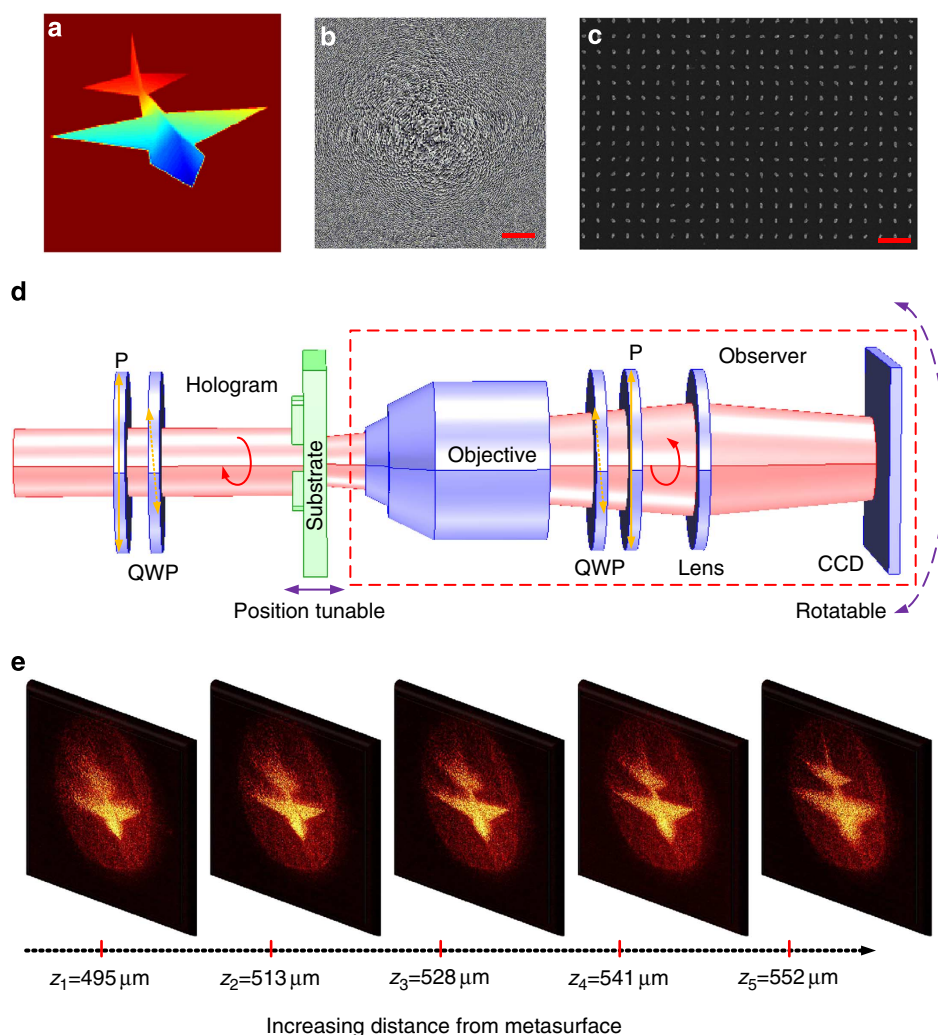 a
b
c
d
P
Hologram
QWP
Substrate
Position tunable
Objective
P
Observer
QWP
Lens
CCD
Rotatable
e
z₁=495 µm
z₂=513 µm
z₃=528 µm
z₄=541 µm
z₅=552 µm
Increasing distance from metasurface